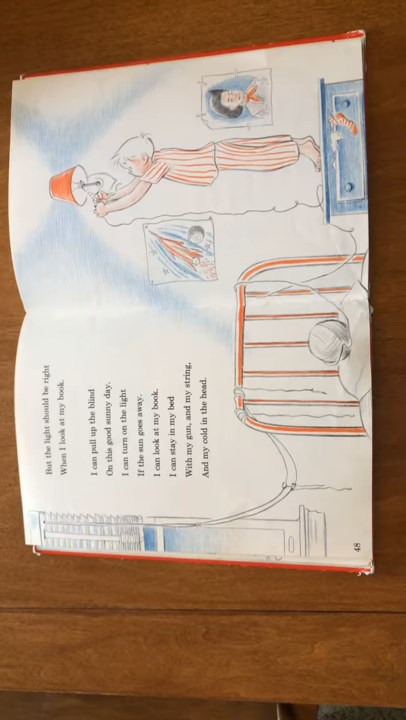 But the light should be right
When I look at my book.
I can pull up the blind
On this good sunny day.
I can turn on the light
If the sun goes away.
I can look at my book.
I can stay in my bed
With my gun, and my string,
And my cold in the head.
48